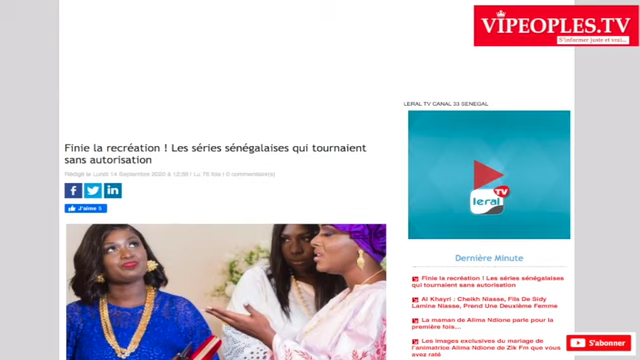 VIPEOPLES.TV
S'informer juste et vrai...
LERAL TV CANAL 33 SENEGAL
Finie la recréation ! Les séries sénégalaises qui tournaient
sans autorisation
Rédigé le Lundi 14 Septembre 2020 à 12:50 | Lu 78 fois | 0 commentaire(s)
J'aime 5
leral TV
Dernière Minute
Finie la recréation ! Les séries sénégalaises
qui tournaient sans autorisation
Al Khayri : Cheikh Niasse, Fils De Sidy
Lamine Niasse, Prend Une Deuxième Femme
La maman de Alima Ndione parle pour la
première fois...
Les images exclusives du mariage de
l'animatrice Alima Ndione de Zik Fm que vous
avez raté
S'abonner